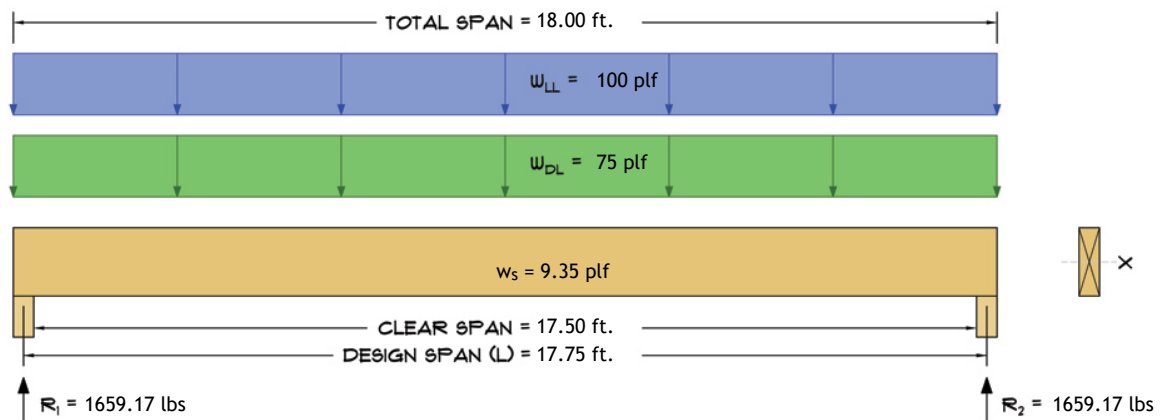 TOTAL SPAN = 18.00 ft.
WLL = 100 plf
WDL = 75 plf
ws = 9.35 plf
X
CLEAR SPAN = 17.50 ft.
DESIGN SPAN (L) = 17.75 ft.
R1 = 1659.17 lbs
R2 = 1659.17 lbs